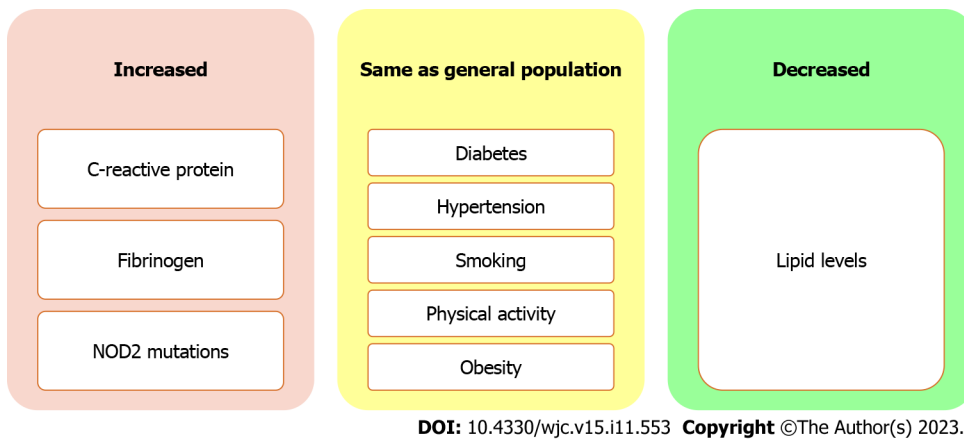 Increased
C-reactive protein
Fibrinogen
NOD2 mutations
Same as general population
Diabetes
Hypertension
Smoking
Physical activity
Obesity
Decreased
Lipid levels
DOI: 10.4330/wjc.v15.i11.553 Copyright ©The Author(s) 2023.